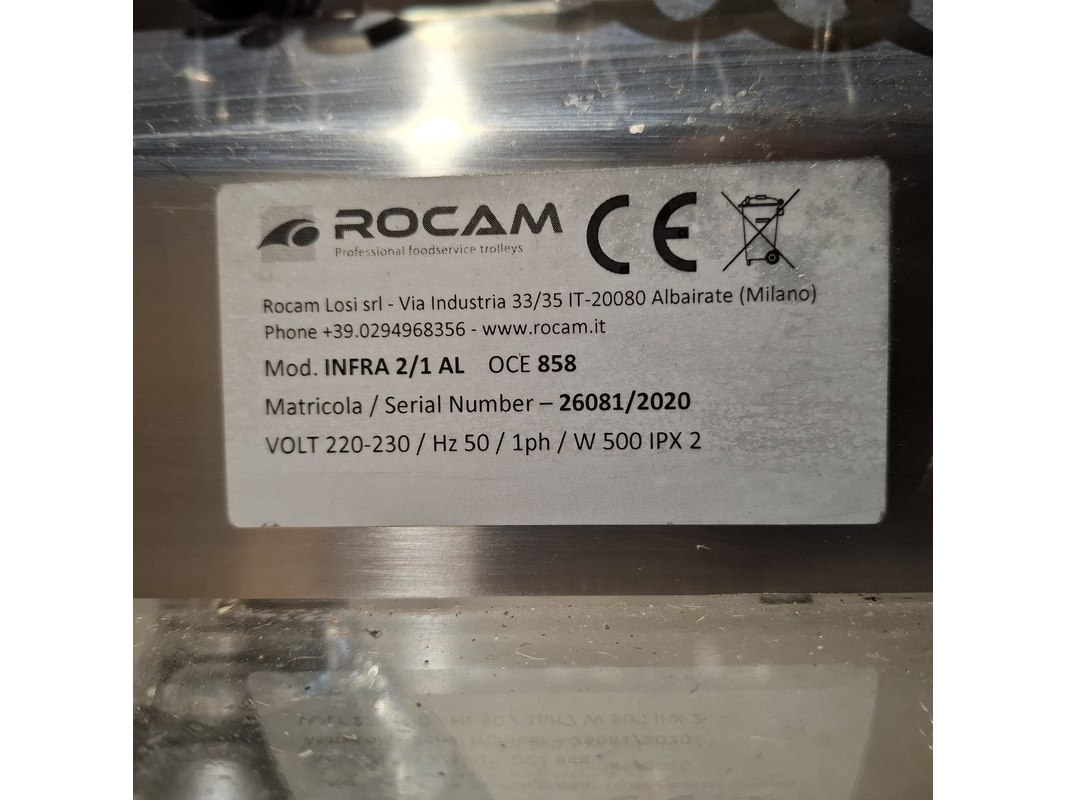 ROCAM CE
Professional foodservice trolleys
Rocam Losi srl - Via Industria 33/35 IT-20080 Albairate (Milano)
Phone +39.0294968356 - www.rocam.it
Mod. INFRA 2/1 AL OCE 858
Matricola / Serial Number – 26081/2020
VOLT 220-230 / Hz 50 / 1ph / W 500 IPX 2